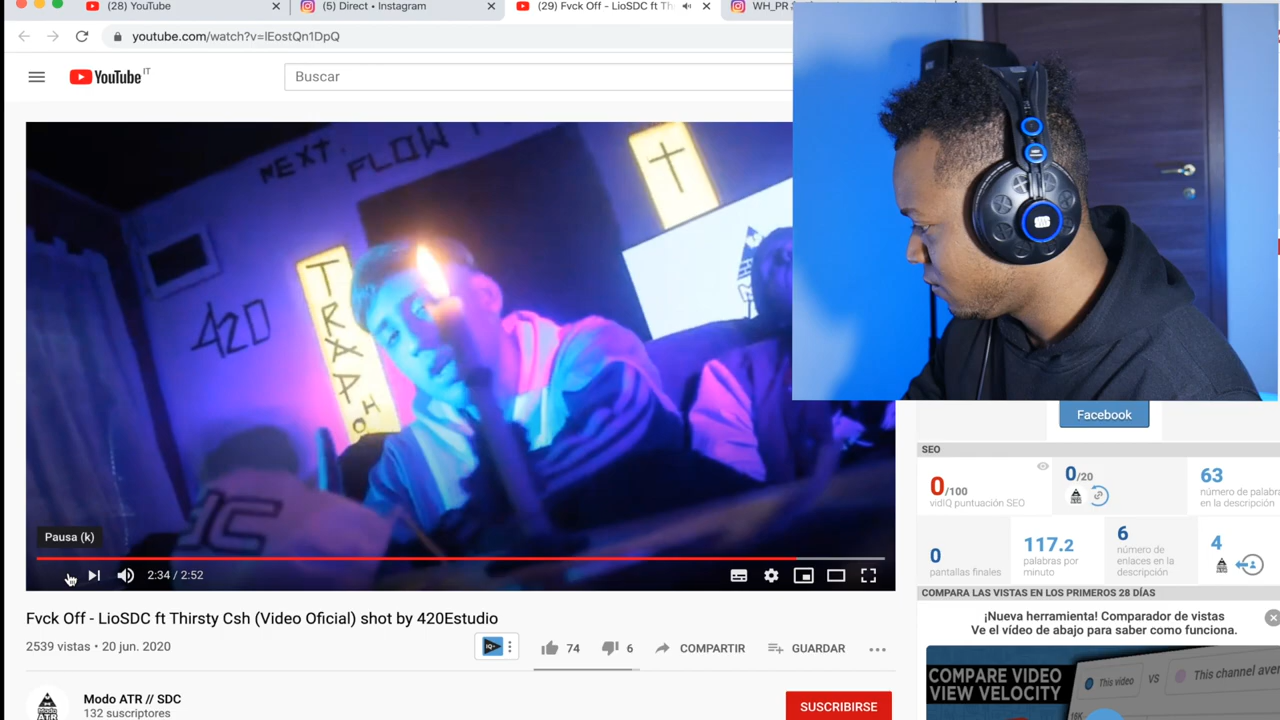 (28) YouTube
(5) Direct • Instagram
(29) Fvck Off - LioSDC ft Th
WH_PR
youtube.com/watch?v=lEostQn1DpQ
YouTube IT
Buscar
NEXT.
FLOW
420
TRAP
HO
Pausa (k)
2:34 / 2:52
Fvck Off - LioSDC ft Thirsty Csh (Video Oficial) shot by 420Estudio
2539 vistas • 20 jun. 2020
74
6
COMPARTIR
GUARDAR
Modo ATR // SDC
132 suscriptores
SUSCRIBIRSE
Facebook
SEO
0/100
vidIQ puntuación SEO
0/20
63
número de palabra
en la descripción
0
pantallas finales
117.2
palabras por
minuto
6
número de
enlaces en la
descripción
4
COMPARA LAS VISTAS EN LOS PRIMEROS 28 DÍAS
¡Nueva herramienta! Comparador de vistas
Ve el vídeo de abajo para saber como funciona.
COMPARE VIDEO
VIEW VELOCITY
This video
VS
This channel aver